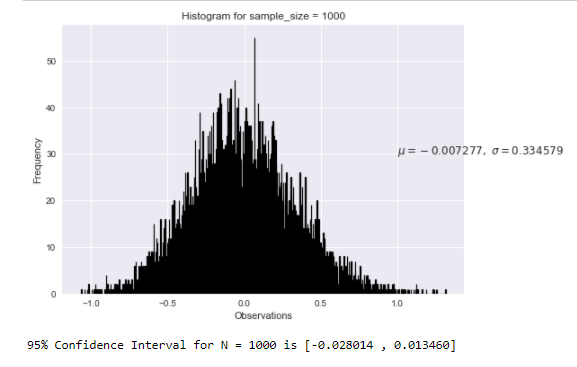 Histogram for sample_size = 1000
50
40
30
20
10
0
Frequency
μ = − 0.007277, σ = 0.334579
−1.0 −0.5 0.0 0.5 1.0
Observations
95% Confidence Interval for N = 1000 is [-0.028014 , 0.013460]